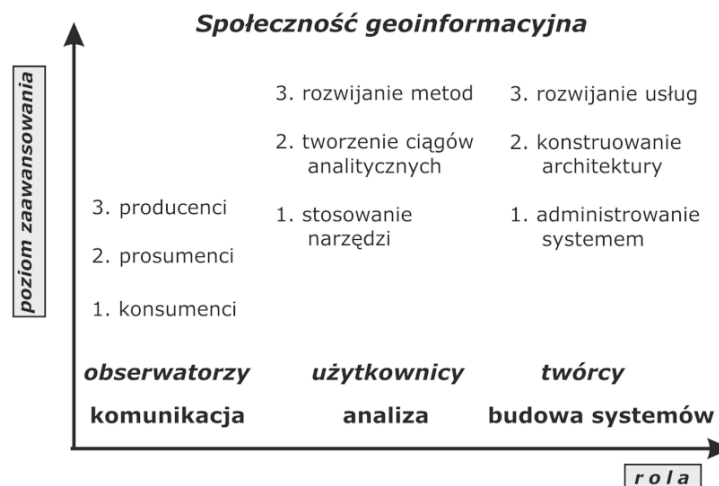 Społeczność geoinformacyjna
poziom zaawansowania
3. producenci
2. prosumenci
1. konsumenci
obserwatorzy
komunikacja
3. rozwijanie metod
2. tworzenie ciągów
analitycznych
1. stosowanie
narzędzi
użytkownicy
analiza
3. rozwijanie usług
2. konstruowanie
architektury
1. administrowanie
systemem
twórcy
budowa systemów
rola